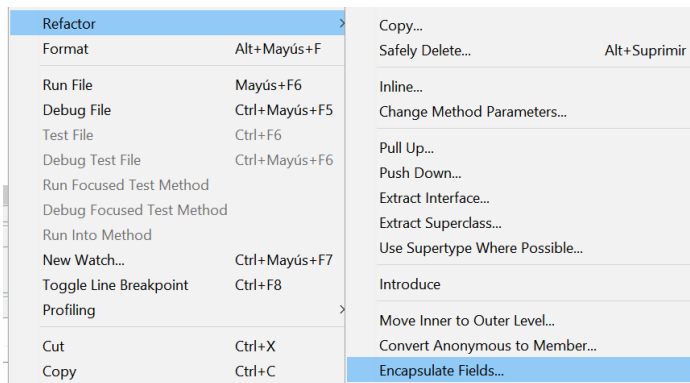 Refactor
Format Alt+Mayús+F
Run File Mayús+F6
Debug File Ctrl+Mayús+F5
Test File Ctrl+F6
Debug Test File Ctrl+Mayús+F6
Run Focused Test Method
Debug Focused Test Method
Run Into Method
New Watch... Ctrl+Mayús+F7
Toggle Line Breakpoint Ctrl+F8
Profiling
Cut Ctrl+X
Copy Ctrl+C
Copy...
Safely Delete... Alt+Suprimir
Inline...
Change Method Parameters...
Pull Up...
Push Down...
Extract Interface...
Extract Superclass...
Use Supertype Where Possible...
Introduce
Move Inner to Outer Level...
Convert Anonymous to Member...
Encapsulate Fields...